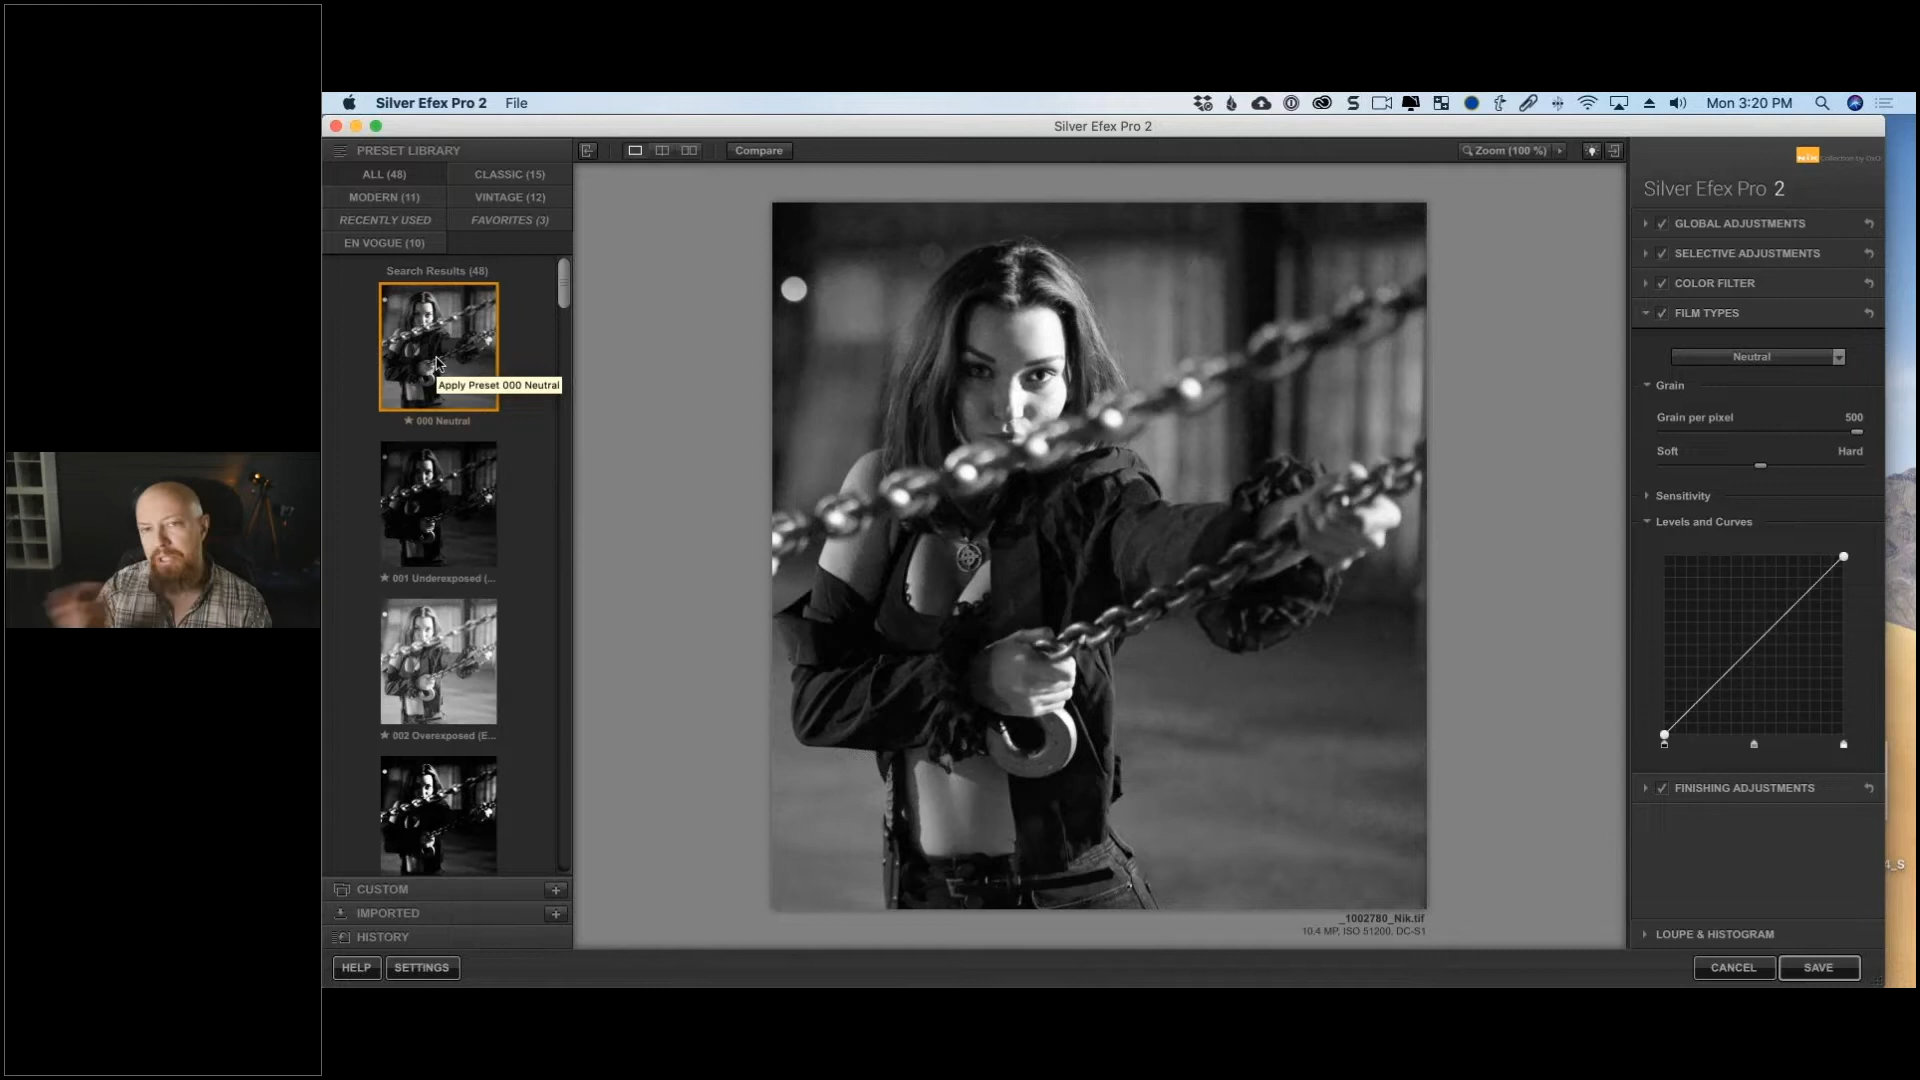 Silver Efex Pro 2
File
Mon 3:20 PM
Silver Efex Pro 2
PRESET LIBRARY
Compare
Zoom (100 %)
ALL (48)
CLASSIC (15)
MODERN (11)
VINTAGE (12)
RECENTLY USED
FAVORITES (3)
EN VOGUE (10)
Search Results (48)
Apply Preset 000 Neutral
000 Neutral
001 Underexposed (...
002 Overexposed (E...
CUSTOM
IMPORTED
HISTORY
HELP
SETTINGS
_1002780_Nik.tif
10.4 MP, ISO 51200, DC-S1
Collection by DxO
Silver Efex Pro 2
GLOBAL ADJUSTMENTS
SELECTIVE ADJUSTMENTS
COLOR FILTER
FILM TYPES
Neutral
Grain
Grain per pixel 500
Soft Hard
Sensitivity
Levels and Curves
FINISHING ADJUSTMENTS
LOUPE & HISTOGRAM
CANCEL
SAVE